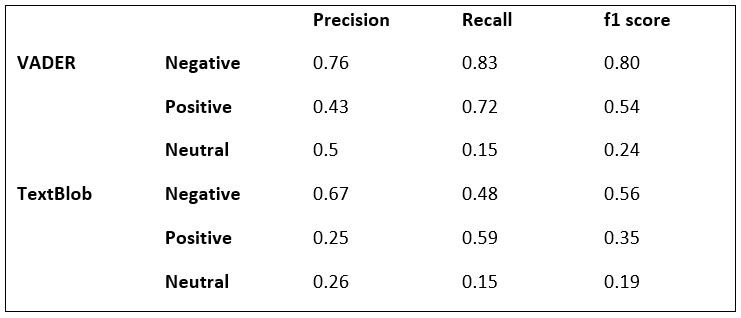 Precision Recall f1 score
VADER Negative 0.76 0.83 0.80
Positive 0.43 0.72 0.54
Neutral 0.5 0.15 0.24
TextBlob Negative 0.67 0.48 0.56
Positive 0.25 0.59 0.35
Neutral 0.26 0.15 0.19